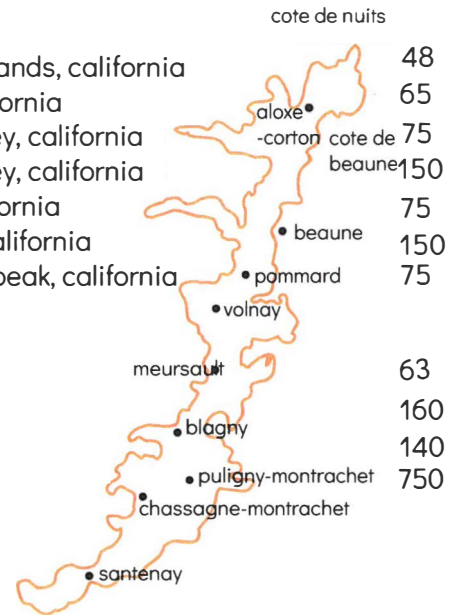 cote de nuits
ands, california 48
ornia 65
aloxe
-corton
ey, california 75
cote de
beaune
ey, california 150
ornia 75
beaune
alifornia 150
peak, california 75
pommard
volnay
meursault 63
160
blagny
140
puligny-montrachet 750
chassagne-montrachet
santenay